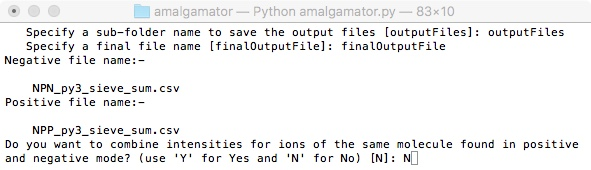 amalgamator — Python amalgamator.py — 83×10
Specify a sub-folder name to save the output files [outputFiles]: outputFiles
Specify a final file name [finalOutputFile]: finalOutputFile
Negative file name:-
NPN_py3_sieve_sum.csv
Positive file name:-
NPP_py3_sieve_sum.csv
Do you want to combine intensities for ions of the same molecule found in positive
and negative mode? (use 'Y' for Yes and 'N' for No) [N]: N